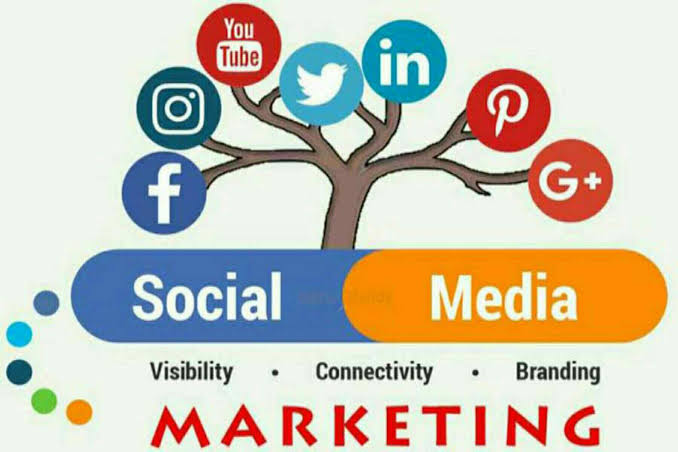 You
Tube
in
f
G+
Social Media
Visibility • Connectivity • Branding
MARKETING